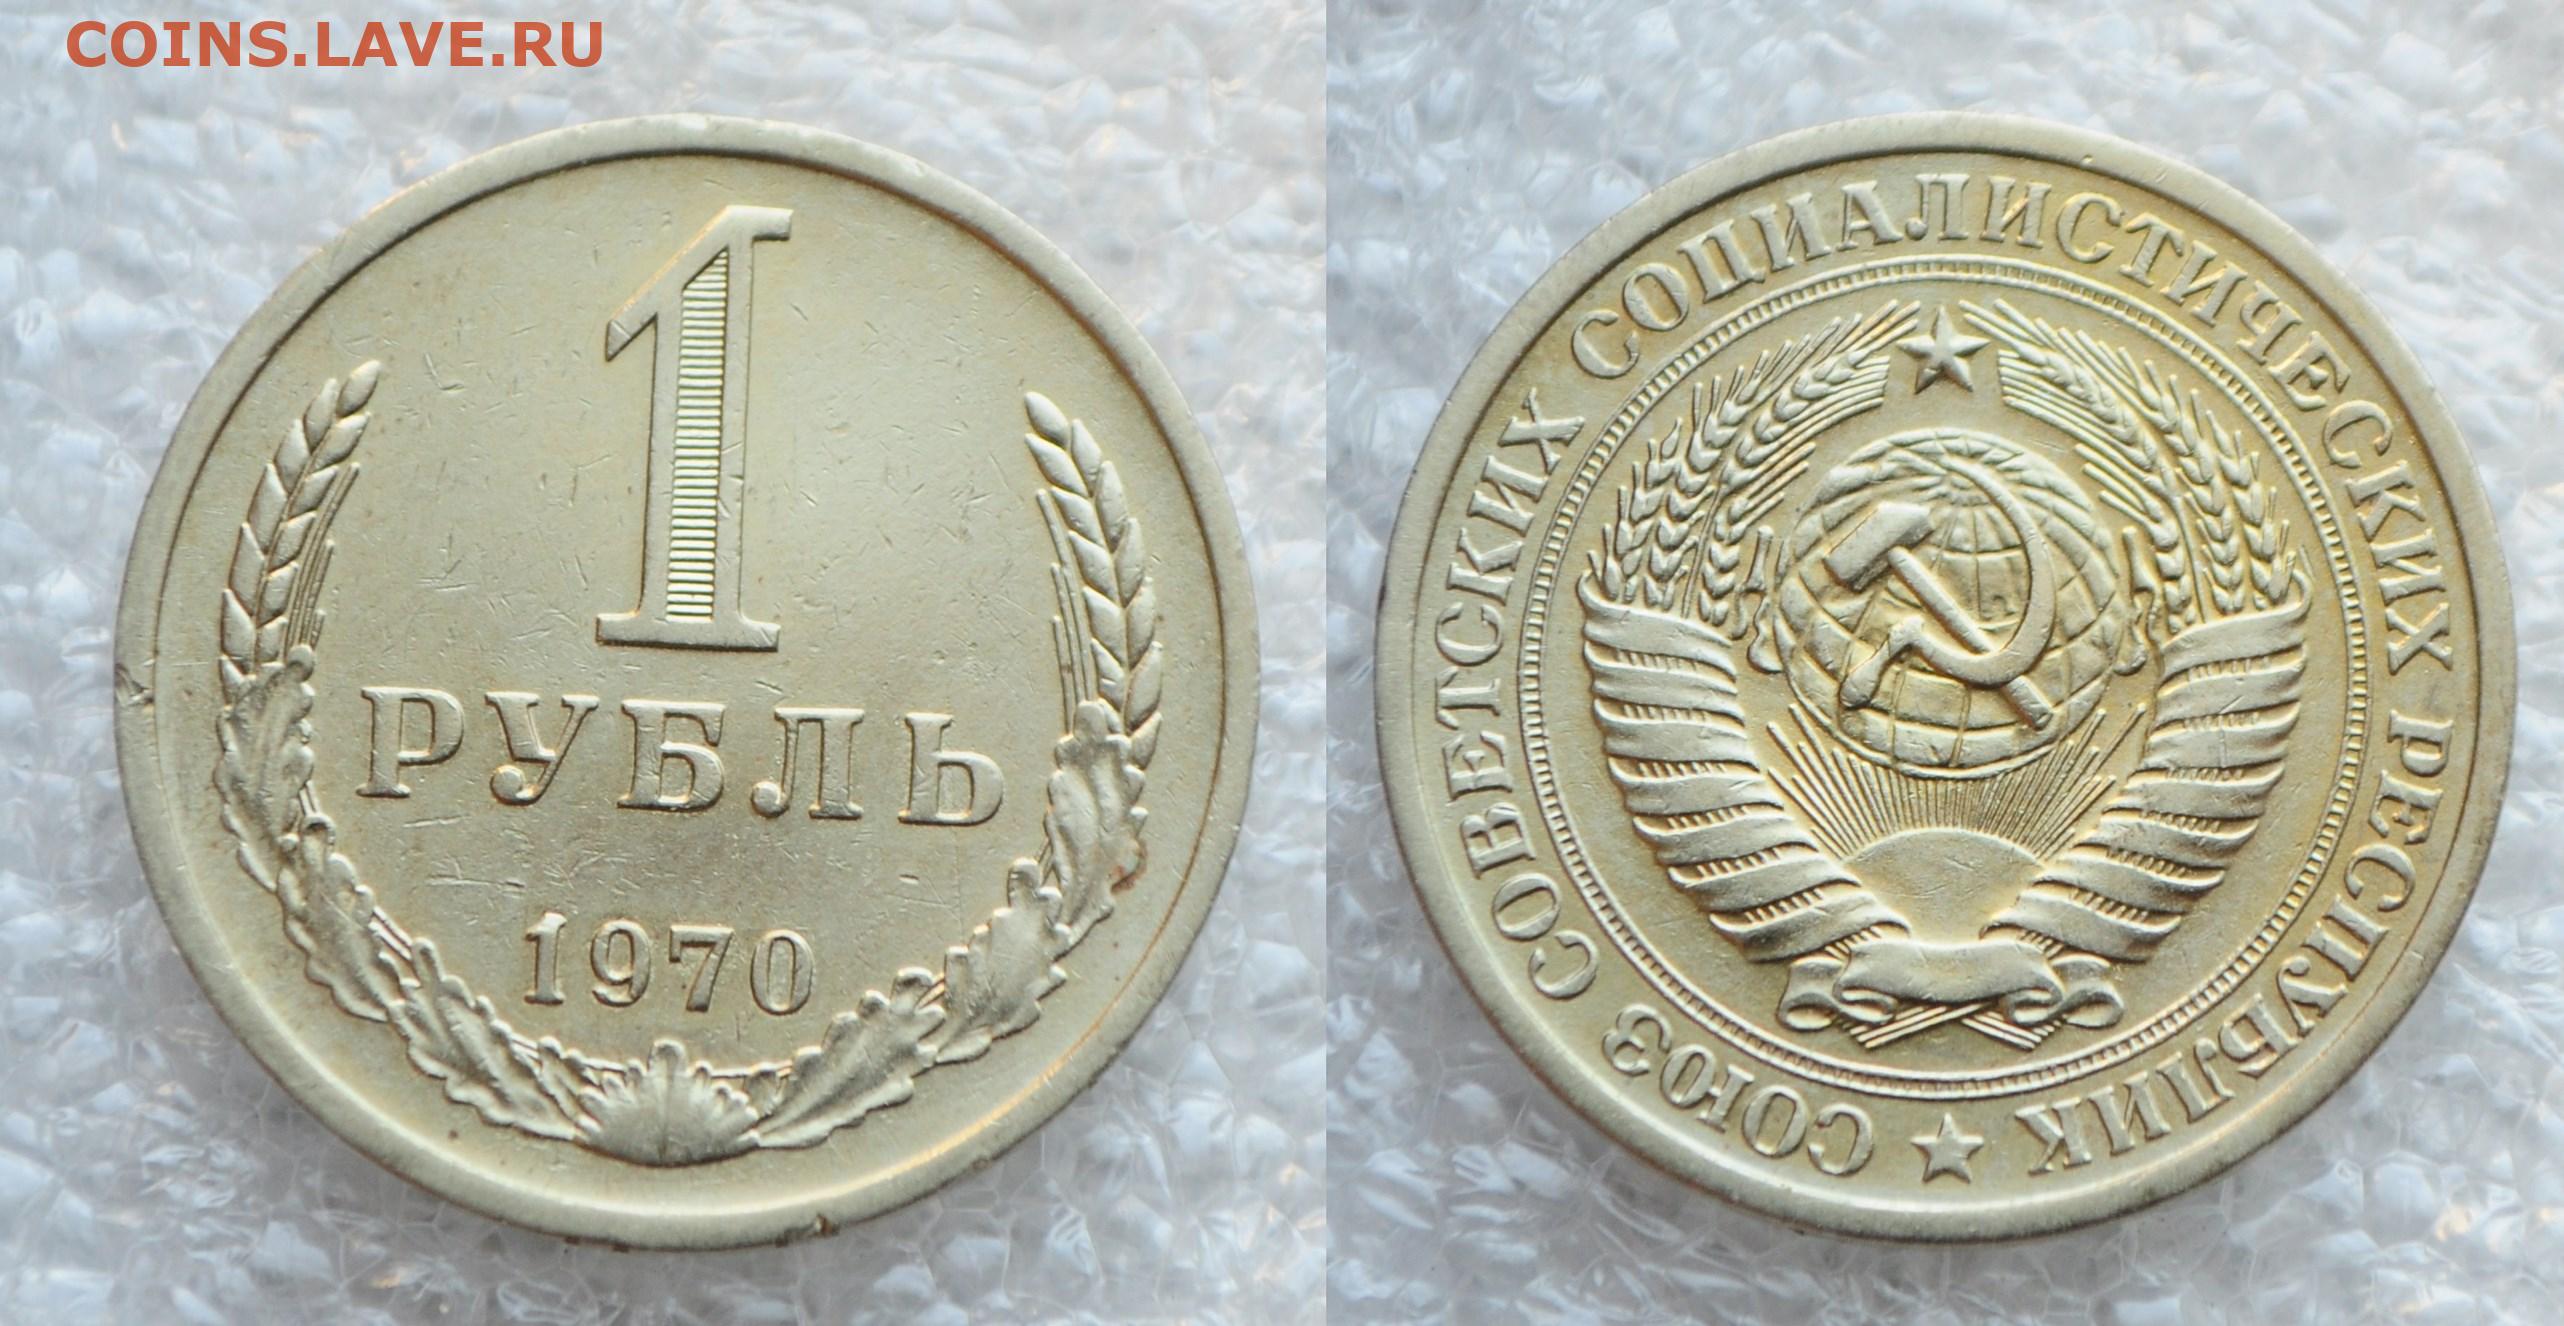 COINS.LAVE.RU
1
РУБЛЬ
1970
СОЮЗ СОВЕТСКИХ СОЦИАЛИСТИЧЕСКИХ РЕСПУБЛИК